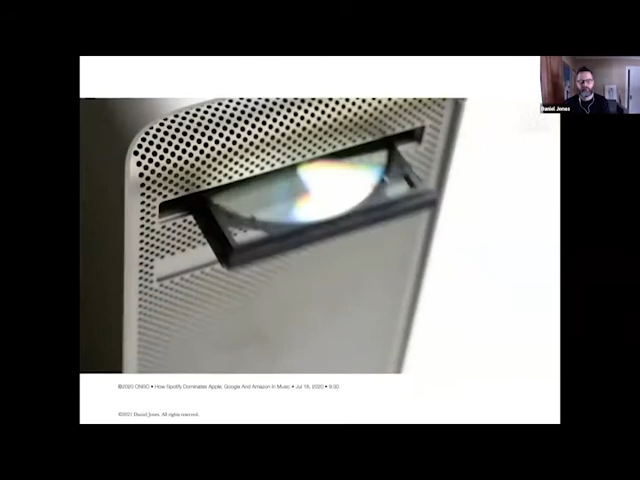 Daniel Jones
©2020 CNBC • How Spotify Dominates Apple, Google And Amazon In Music • Jul 18, 2020 • 9:50
©2021 Daniel Jones. All rights reserved.